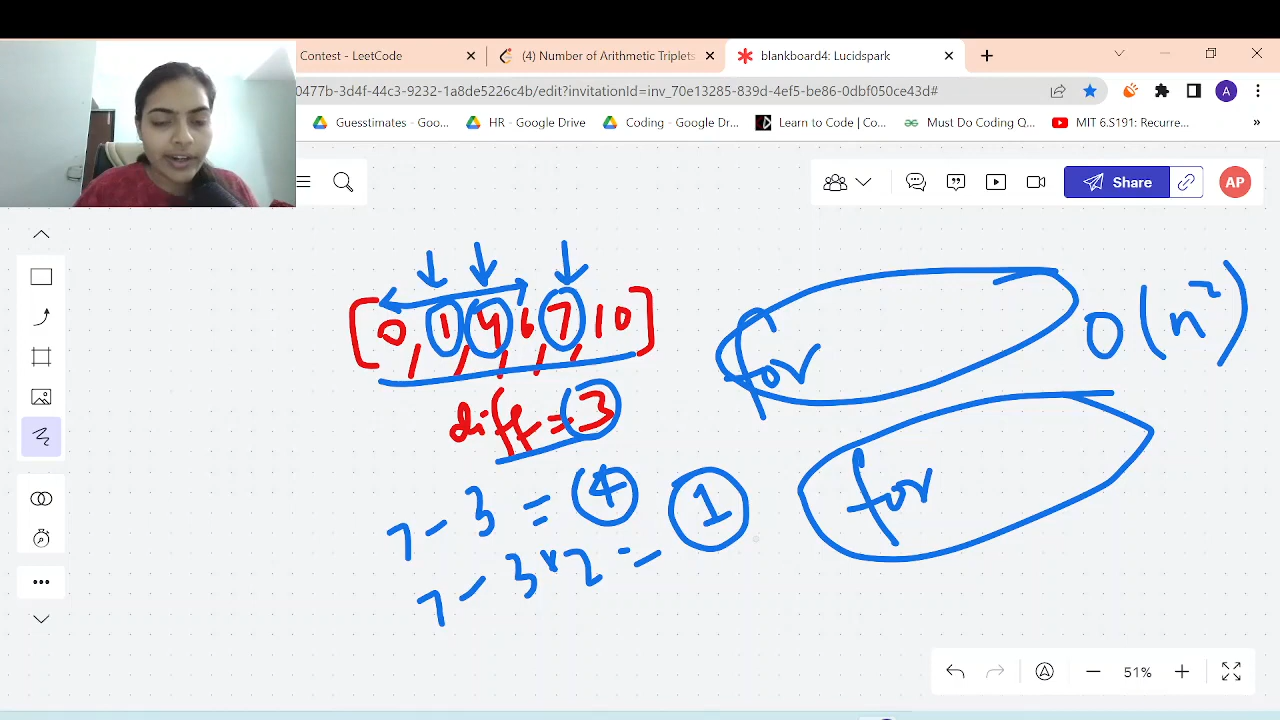 Contest - LeetCode
(4) Number of Arithmetic Triplets
blankboard4: Lucidspark
0477b-3d4f-44c3-9232-1a8de5226c4b/edit?invitationId=inv_70e13285-839d-4ef5-be86-0dbf050ce43d#
A
Guesstimates - Goo...
HR - Google Drive
Coding - Google Dr...
Learn to Code | Co...
Must Do Coding Q...
MIT 6.S191: Recurre...
»
Share
AP
[0, 1, 4, 6, 7, 10]
diff = 3
7 - 3 = 4
7 - 3*2 = 1
for
O(n²)
for
51%